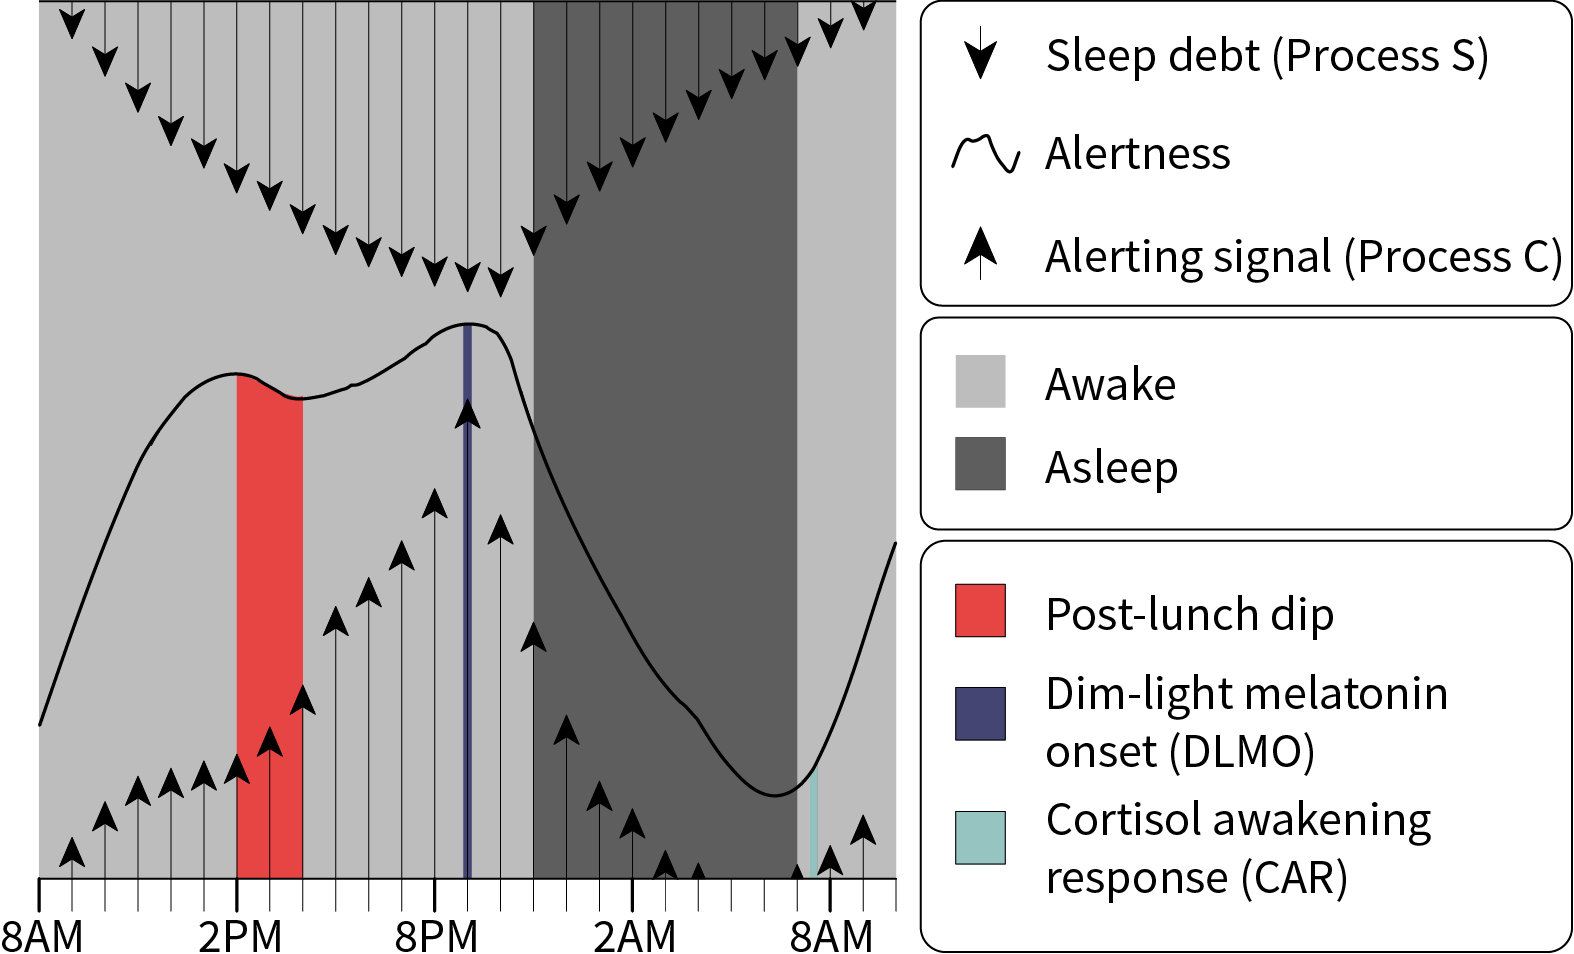 Sleep debt (Process S)
Alertness
Alerting signal (Process C)
Awake
Asleep
Post-lunch dip
Dim-light melatonin
onset (DLMO)
Cortisol awakening
response (CAR)
8AM 2PM 8PM 2AM 8AM